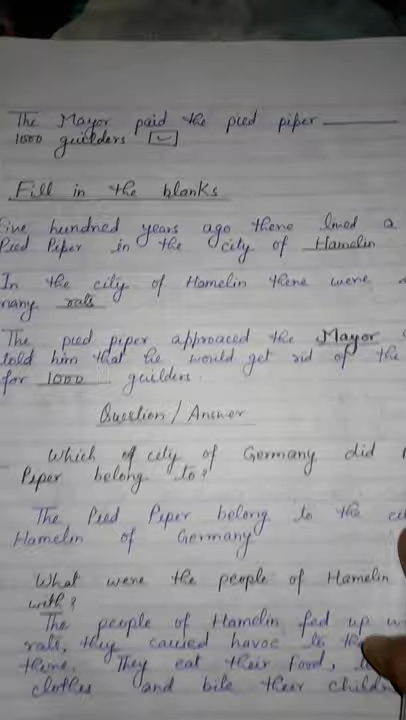 The Mayor paid the pied piper
1000 guilders
Fill in the blanks
Five hundred years ago there lived a
Pied Piper in the city of Hamelin
In the city of Hamelin there were
many rats
The pied piper approaced the Mayor
told him that he would get rid of the
for 1000 guilders.
Question/Answer
Which of city of Germany did
Piper belong to?
The Pied Piper belong to the
Hamelin of Germany
What were the people of Hamelin
with?
The people of Hamelin fed up
rats, they caused havoc to
There. They eat their food,
clothes and bite their